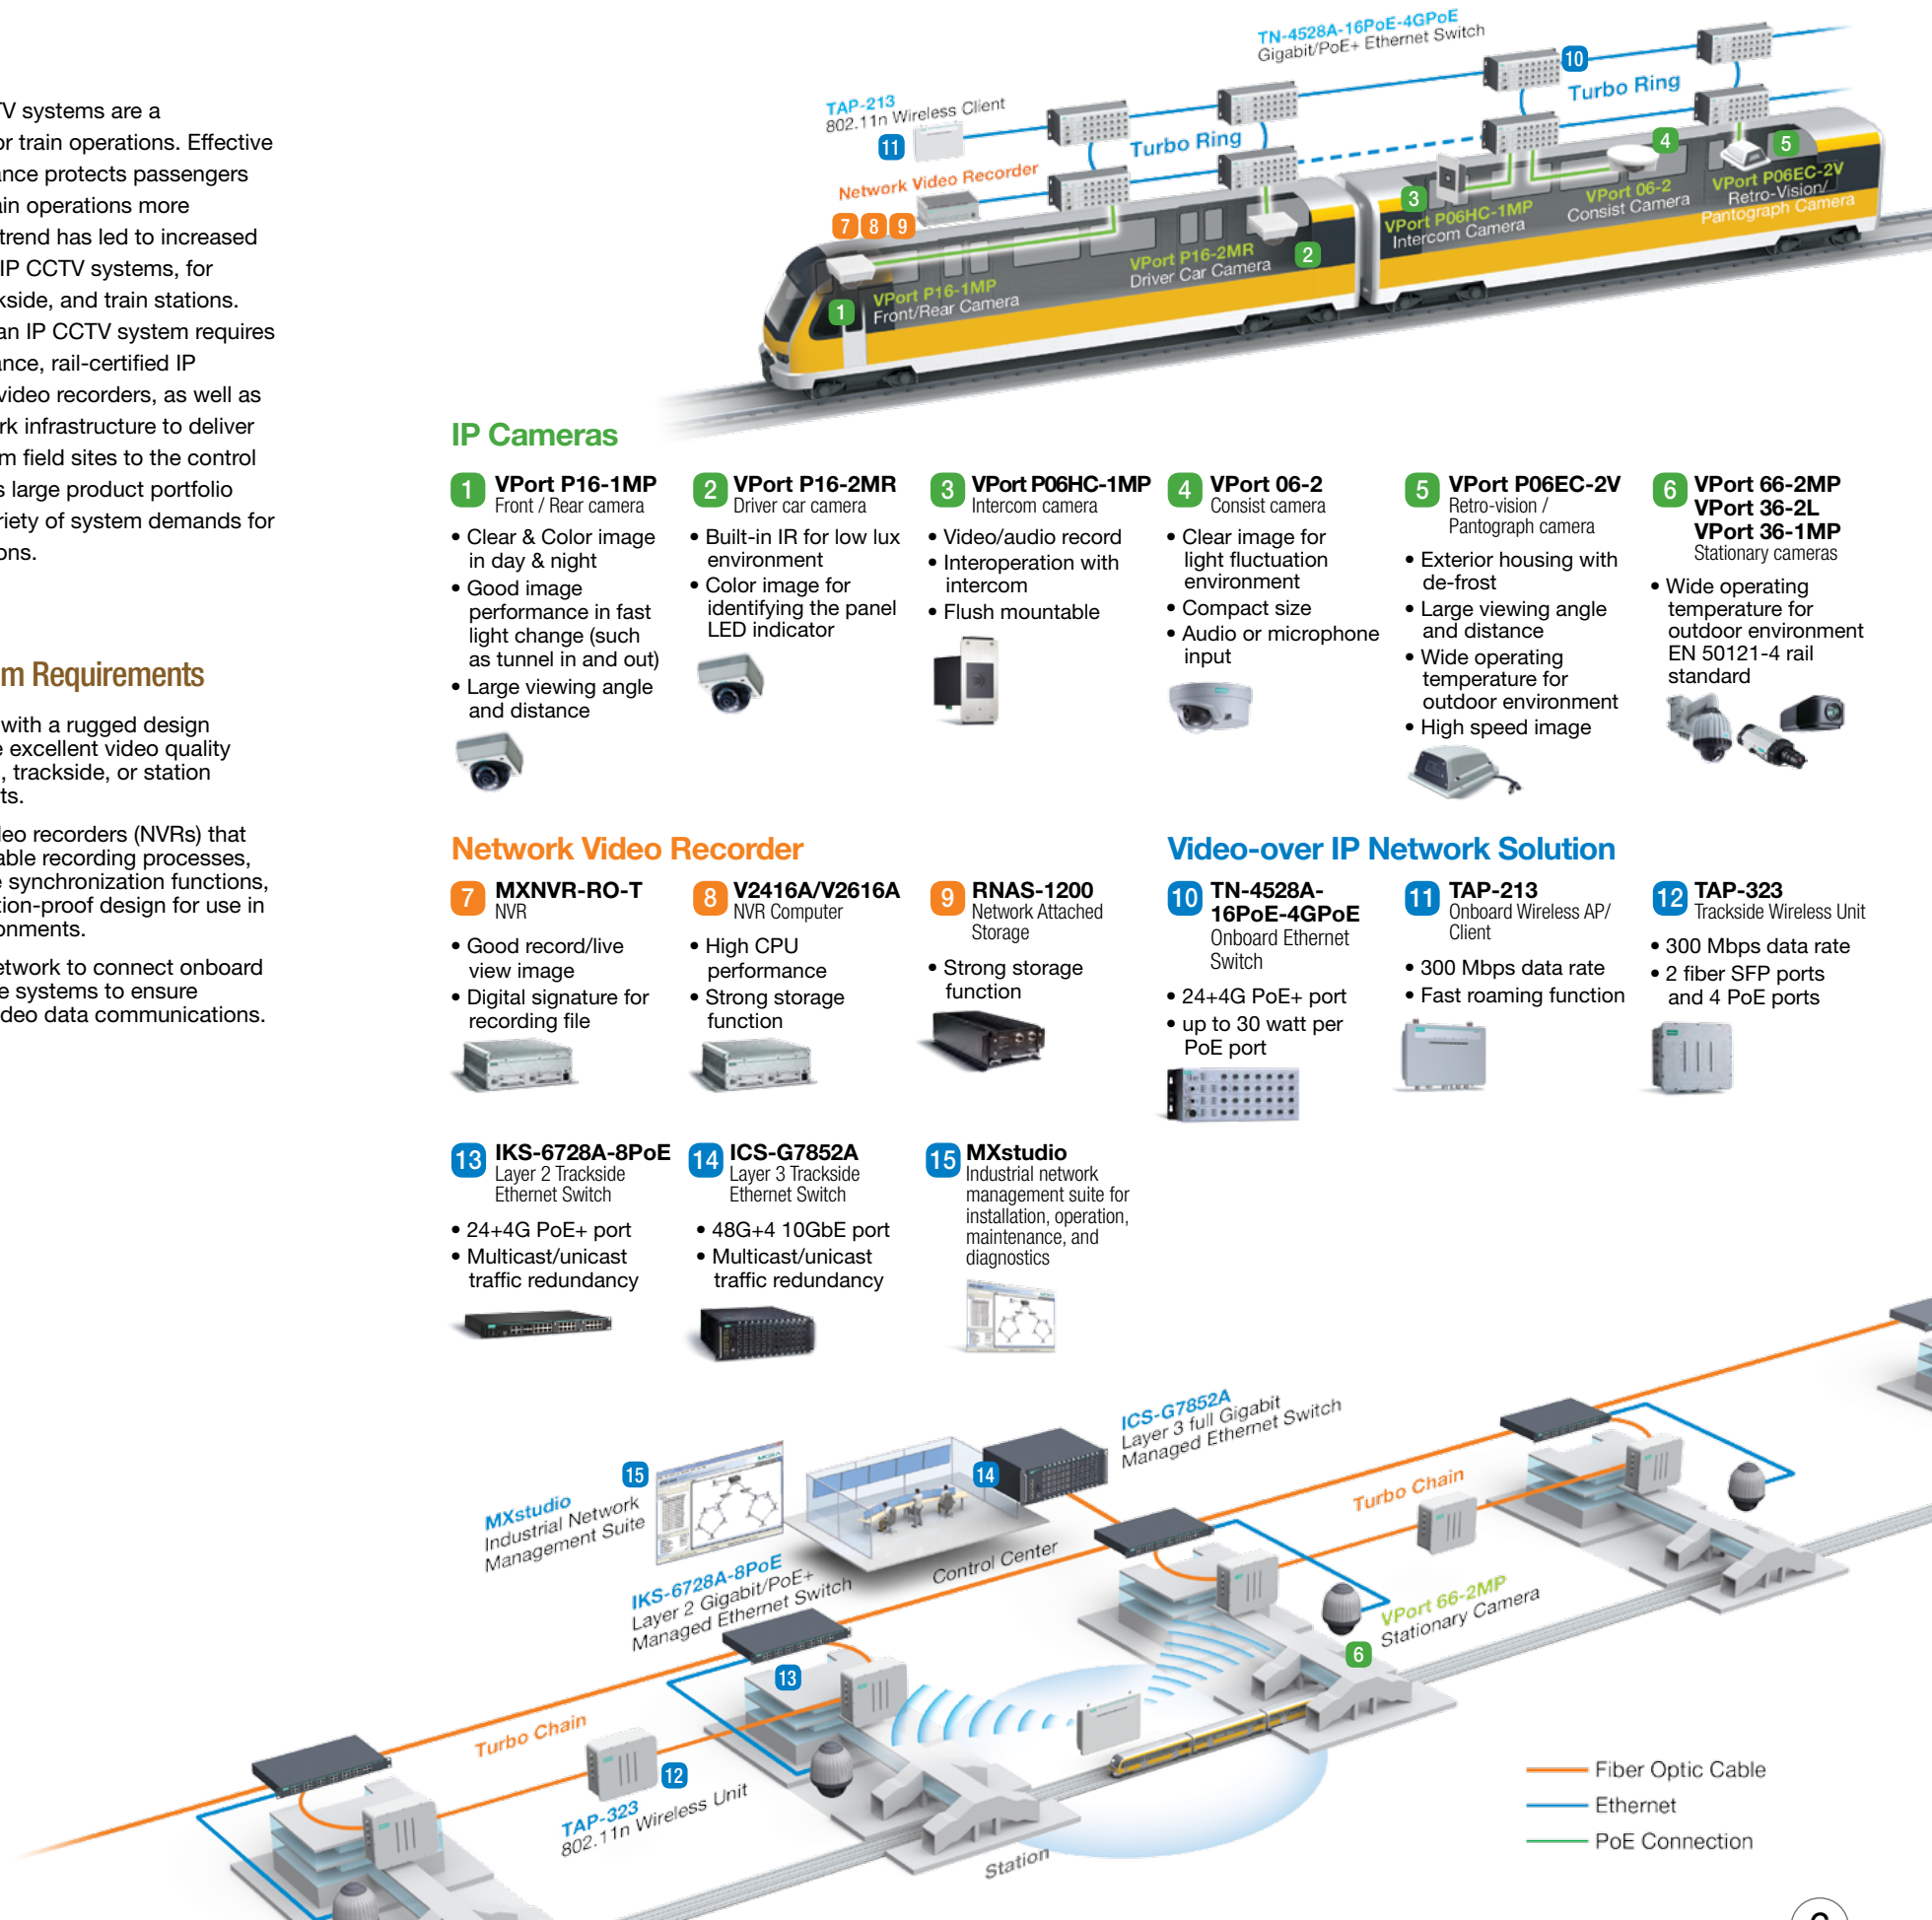 TV systems are a
or train operations. Effective
ance protects passengers
ain operations more
trend has led to increased
IP CCTV systems, for
kside, and train stations.
an IP CCTV system requires
ance, rail-certified IP
video recorders, as well as
rk infrastructure to deliver
m field sites to the control
s large product portfolio
riety of system demands for
ons.
m Requirements
with a rugged design
e excellent video quality
, trackside, or station
ts.
leo recorders (NVRs) that
able recording processes,
e synchronization functions,
tion-proof design for use in
onments.
etwork to connect onboard
e systems to ensure
ideo data communications.
TN-4528A-16PoE-4GPoE
Gigabit/PoE+ Ethernet Switch
10
Turbo Ring
TAP-213
802.11n Wireless Client
11
Turbo Ring
Network Video Recorder
7 8 9
4
5
3
VPort P06HC-1MP
Intercom Camera
VPort 06-2
Consist Camera
VPort P06EC-2V
Retro-Vision/
Pantograph Camera
VPort P16-2MR
Driver Car Camera
2
VPort P16-1MP
Front/Rear Camera
1
IP Cameras
1 VPort P16-1MP
Front / Rear camera
• Clear & Color image
in day & night
• Good image
performance in fast
light change (such
as tunnel in and out)
• Large viewing angle
and distance
2 VPort P16-2MR
Driver car camera
• Built-in IR for low lux
environment
• Color image for
identifying the panel
LED indicator
3 VPort P06HC-1MP
Intercom camera
• Video/audio record
• Interoperation with
intercom
• Flush mountable
4 VPort 06-2
Consist camera
• Clear image for
light fluctuation
environment
• Compact size
• Audio or microphone
input
5 VPort P06EC-2V
Retro-vision /
Pantograph camera
• Exterior housing with
de-frost
• Large viewing angle
and distance
• Wide operating
temperature for
outdoor environment
• High speed image
6 VPort 66-2MP
VPort 36-2L
VPort 36-1MP
Stationary cameras
• Wide operating
temperature for
outdoor environment
EN 50121-4 rail
standard
Network Video Recorder
7 MXNVR-RO-T
NVR
• Good record/live
view image
• Digital signature for
recording file
8 V2416A/V2616A
NVR Computer
• High CPU
performance
• Strong storage
function
9 RNAS-1200
Network Attached
Storage
• Strong storage
function
Video-over IP Network Solution
10 TN-4528A-
16PoE-4GPoE
Onboard Ethernet
Switch
• 24+4G PoE+ port
• up to 30 watt per
PoE port
11 TAP-213
Onboard Wireless AP/
Client
• 300 Mbps data rate
• Fast roaming function
12 TAP-323
Trackside Wireless Unit
• 300 Mbps data rate
• 2 fiber SFP ports
and 4 PoE ports
13 IKS-6728A-8PoE
Layer 2 Trackside
Ethernet Switch
• 24+4G PoE+ port
• Multicast/unicast
traffic redundancy
14 ICS-G7852A
Layer 3 Trackside
Ethernet Switch
• 48G+4 10GbE port
• Multicast/unicast
traffic redundancy
15 MXstudio
Industrial network
management suite for
installation, operation,
maintenance, and
diagnostics
ICS-G7852A
Layer 3 full Gigabit
Managed Ethernet Switch
14
15
MXstudio
Industrial Network
Management Suite
MOXA
Control Center
Turbo Chain
IKS-6728A-8PoE
Layer 2 Gigabit/PoE+
Managed Ethernet Switch
13
VPort 66-2MP
Stationary Camera
6
Turbo Chain
12
TAP-323
802.11n Wireless Unit
Station
Fiber Optic Cable
Ethernet
PoE Connection